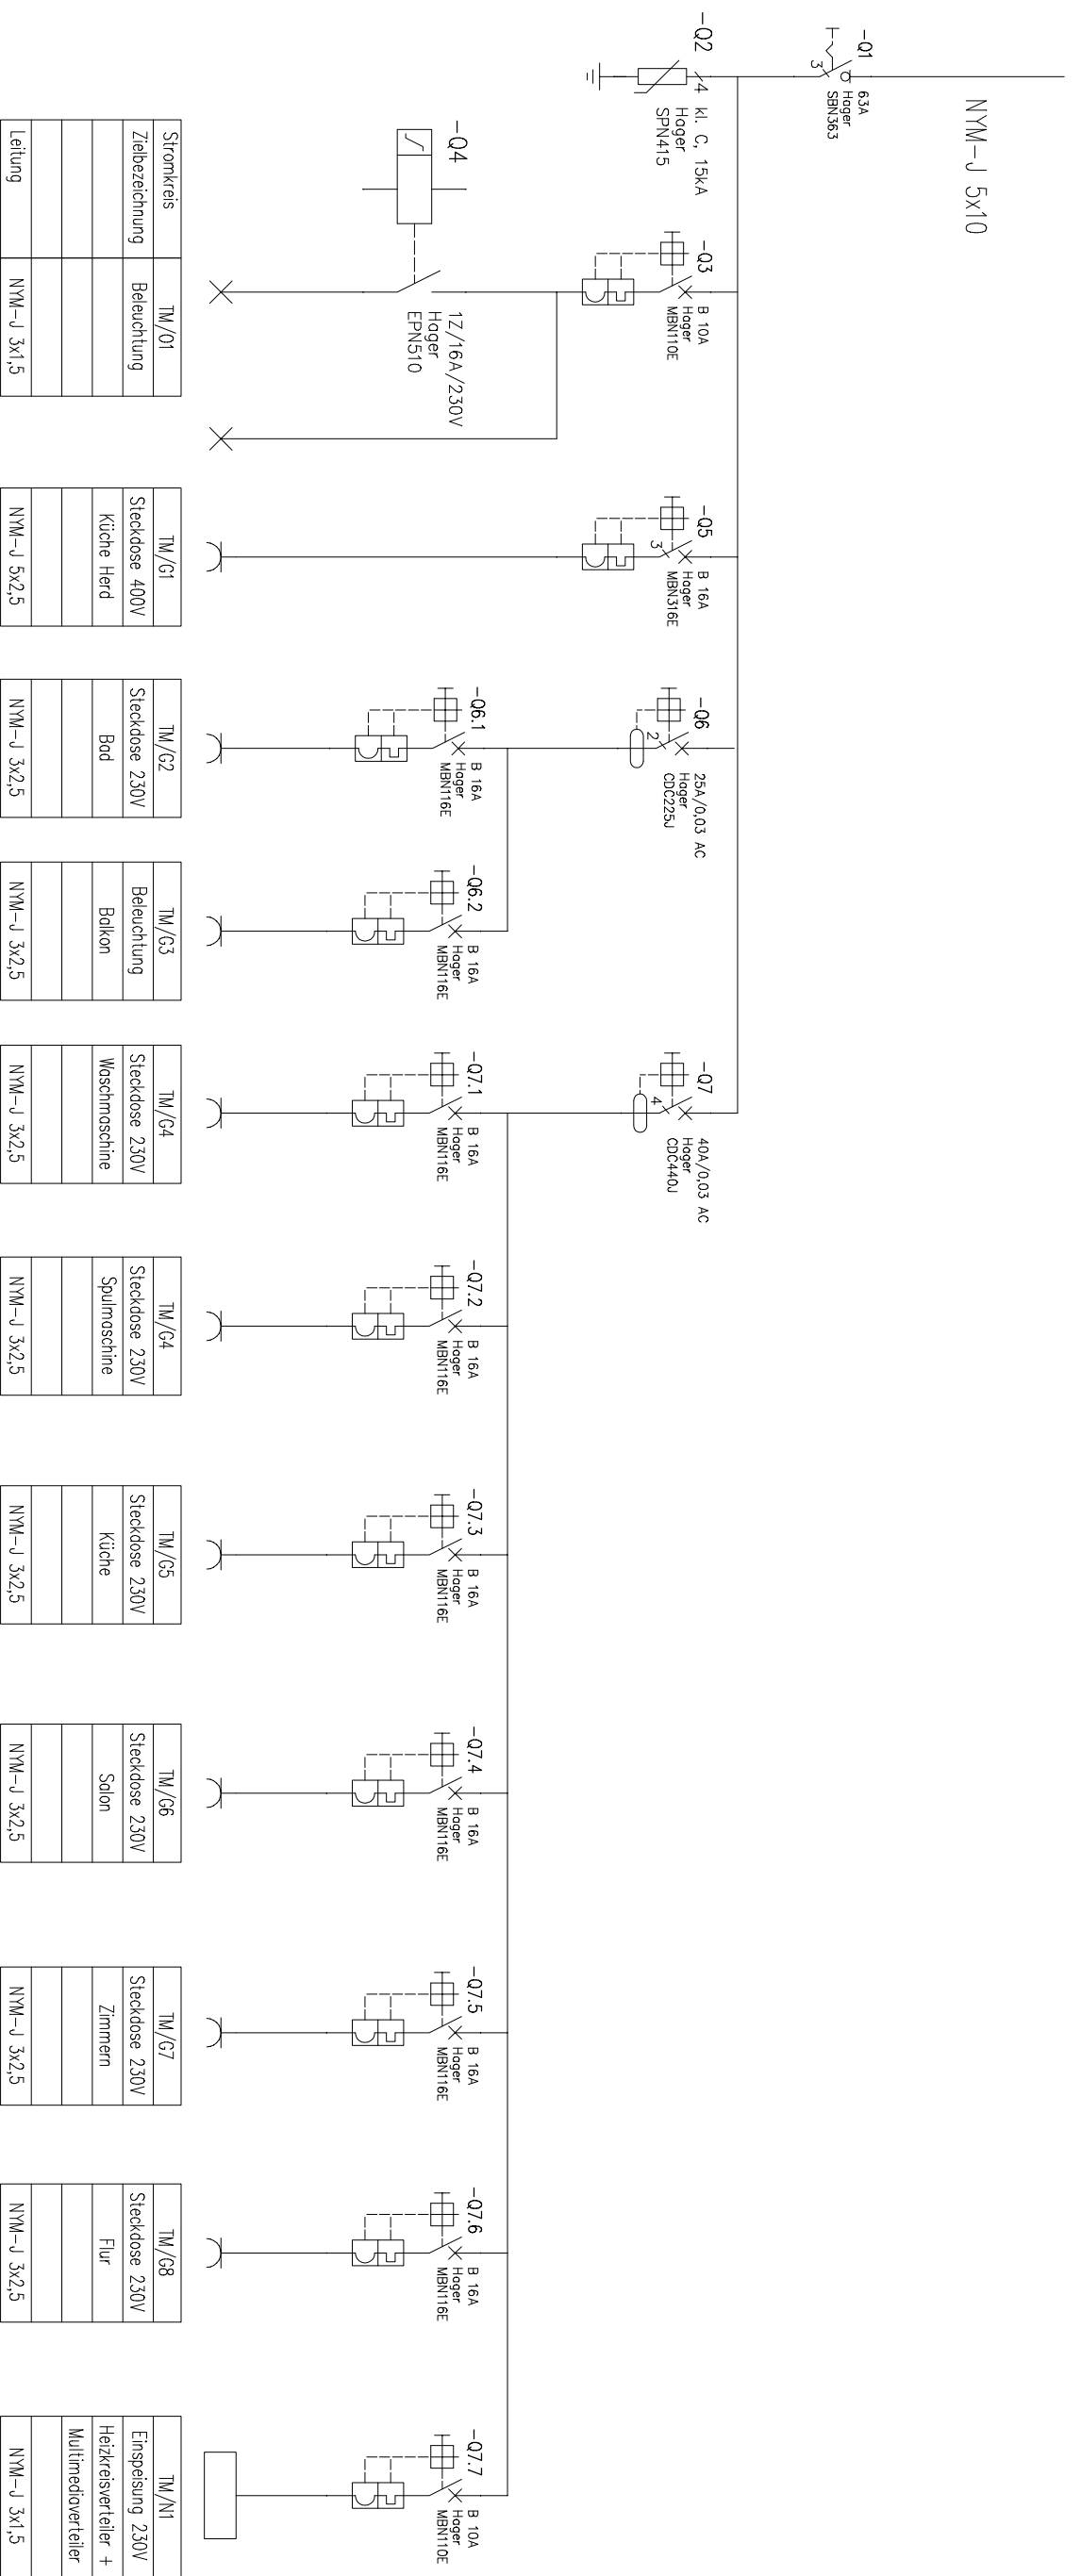 NYM-J 5x10
-Q1
63A
Hager
SBN363
3
-Q2
4
kl. C, 15kA
Hager
SPN415
-Q3
B 10A
Hager
MBN110E
-Q4
1Z/16A/230V
Hager
EPN510
-Q5
3
B 16A
Hager
MBN316E
-Q6
2
25A/0,03 AC
Hager
CDC225J
-Q6.1
B 16A
Hager
MBN116E
-Q6.2
B 16A
Hager
MBN116E
-Q7
4
40A/0,03 AC
Hager
CDC440J
-Q7.1
B 16A
Hager
MBN116E
-Q7.2
B 16A
Hager
MBN116E
-Q7.3
B 16A
Hager
MBN116E
-Q7.4
B 16A
Hager
MBN116E
-Q7.5
B 16A
Hager
MBN116E
-Q7.6
B 16A
Hager
MBN116E
-Q7.7
B 10A
Hager
MBN110E
Stromkreis
Zielbezeichnung
Leitung
TM/01
Beleuchtung
NYM-J 3x1,5
TM/G1
Steckdose 400V
Küche Herd
NYM-J 5x2,5
TM/G2
Steckdose 230V
Bad
NYM-J 3x2,5
TM/G3
Beleuchtung
Balkon
NYM-J 3x2,5
TM/G4
Steckdose 230V
Waschmaschine
NYM-J 3x2,5
TM/G4
Steckdose 230V
Spulmaschine
NYM-J 3x2,5
TM/G5
Steckdose 230V
Küche
NYM-J 3x2,5
TM/G6
Steckdose 230V
Salon
NYM-J 3x2,5
TM/G7
Steckdose 230V
Zimmern
NYM-J 3x2,5
TM/G8
Steckdose 230V
Flur
NYM-J 3x2,5
TM/N1
Einspeisung 230V
Heizkreisverteiler +
Multimediaverteiler
NYM-J 3x1,5